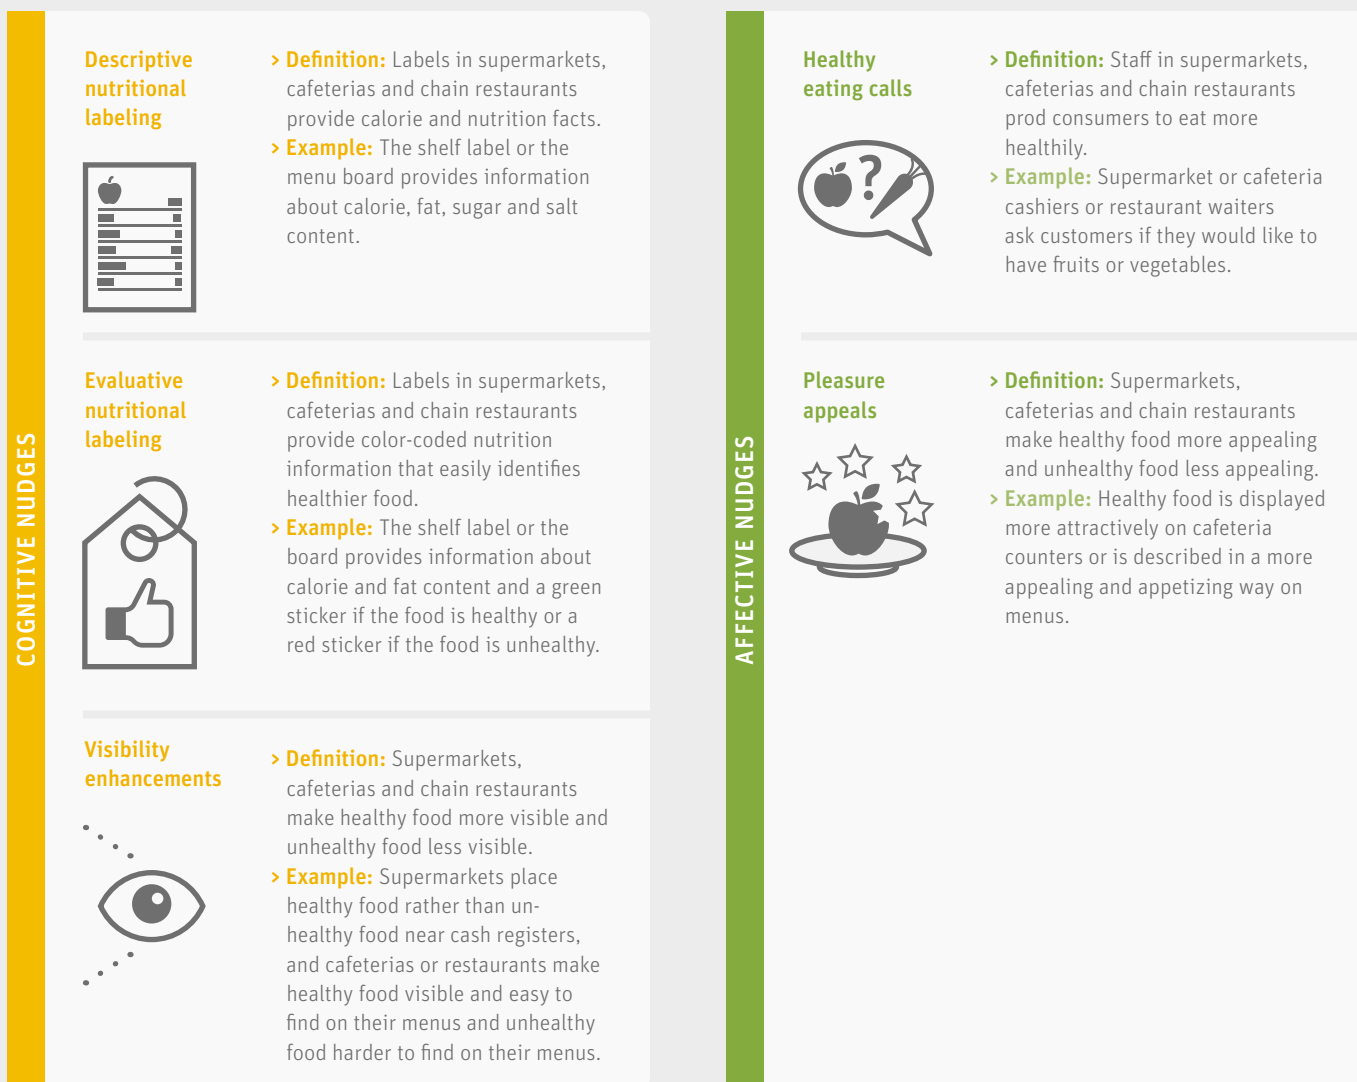 COGNITIVE NUDGES
Descriptive
nutritional
labeling
> Definition: Labels in supermarkets,
cafeterias and chain restaurants
provide calorie and nutrition facts.
> Example: The shelf label or the
menu board provides information
about calorie, fat, sugar and salt
content.
Evaluative
nutritional
labeling
> Definition: Labels in supermarkets,
cafeterias and chain restaurants
provide color-coded nutrition
information that easily identifies
healthier food.
> Example: The shelf label or the
board provides information about
calorie and fat content and a green
sticker if the food is healthy or a
red sticker if the food is unhealthy.
Visibility
enhancements
> Definition: Supermarkets,
cafeterias and chain restaurants
make healthy food more visible and
unhealthy food less visible.
> Example: Supermarkets place
healthy food rather than un-
healthy food near cash registers,
and cafeterias or restaurants make
healthy food visible and easy to
find on their menus and unhealthy
food harder to find on their menus.
AFFECTIVE NUDGES
Healthy
eating calls
?
> Definition: Staff in supermarkets,
cafeterias and chain restaurants
prod consumers to eat more
healthily.
> Example: Supermarket or cafeteria
cashiers or restaurant waiters
ask customers if they would like to
have fruits or vegetables.
Pleasure
appeals
> Definition: Supermarkets,
cafeterias and chain restaurants
make healthy food more appealing
and unhealthy food less appealing.
> Example: Healthy food is displayed
more attractively on cafeteria
counters or is described in a more
appealing and appetizing way on
menus.